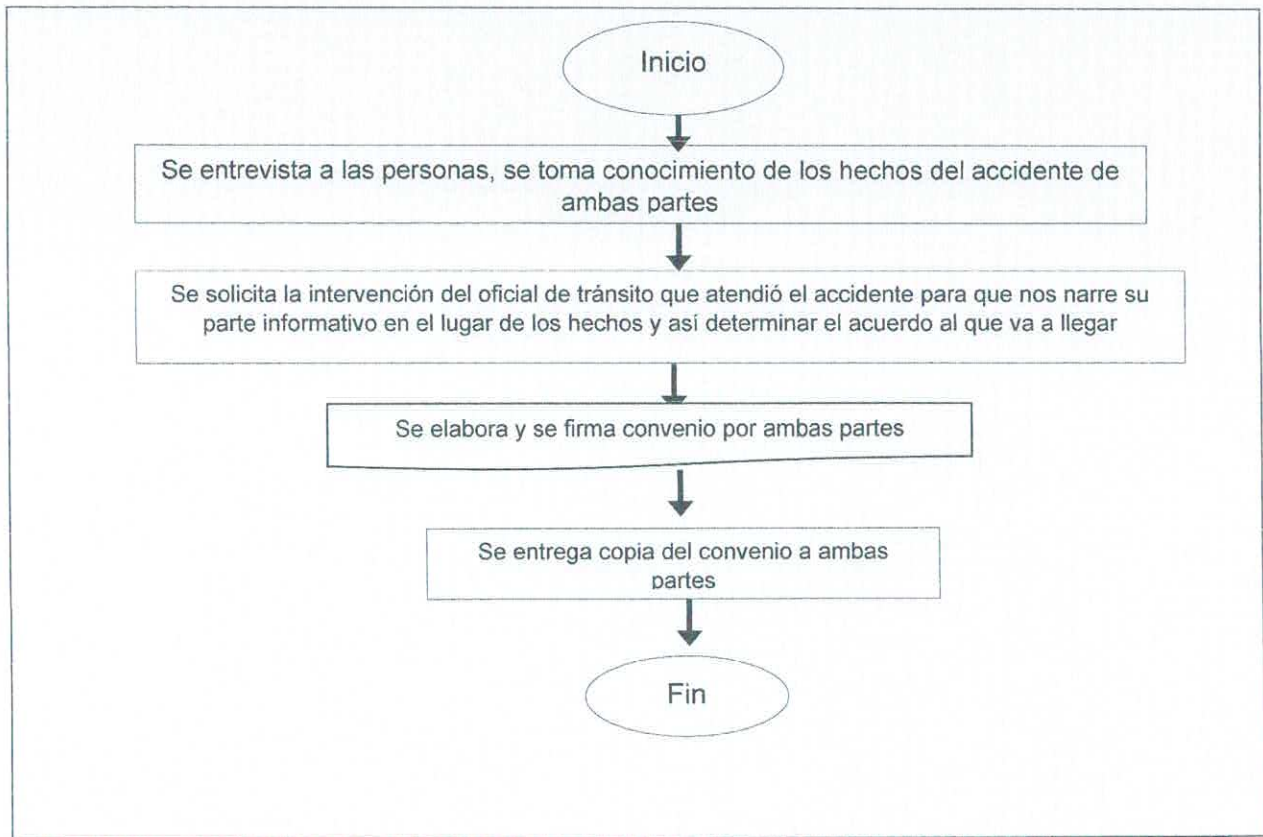 Inicio
Se entrevista a las personas, se toma conocimiento de los hechos del accidente de
ambas partes
Se solicita la intervención del oficial de tránsito que atendió el accidente para que nos narre su
parte informativo en el lugar de los hechos y así determinar el acuerdo al que va a llegar
Se elabora y se firma convenio por ambas partes
Se entrega copia del convenio a ambas
partes
Fin